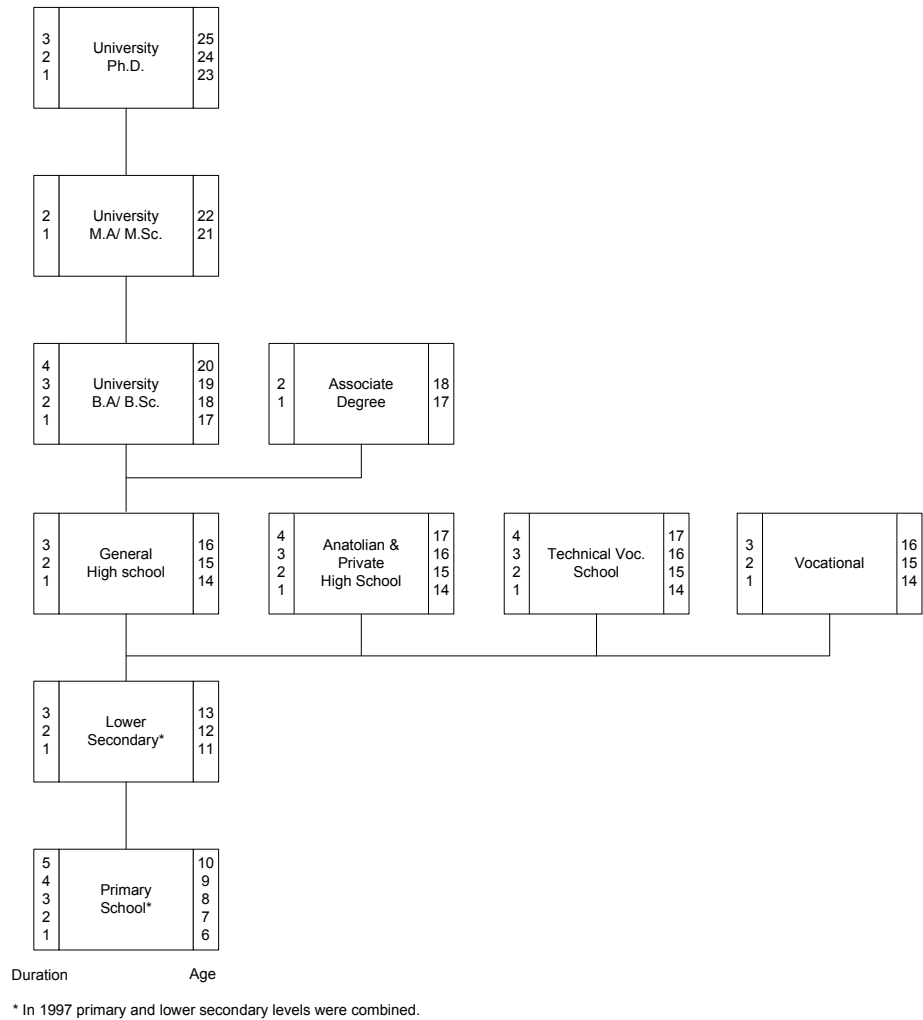 3
2
1
University
Ph.D.
25
24
23
2
1
University
M.A/ M.Sc.
22
21
4
3
2
1
University
B.A/ B.Sc.
20
19
18
17
2
1
Associate
Degree
18
17
3
2
1
General
High school
16
15
14
4
3
2
1
Anatolian &
Private
High School
17
16
15
14
4
3
2
1
Technical Voc.
School
17
16
15
14
3
2
1
Vocational
16
15
14
3
2
1
Lower
Secondary*
13
12
11
5
4
3
2
1
Primary
School*
10
9
8
7
6
Duration
Age
* In 1997 primary and lower secondary levels were combined.